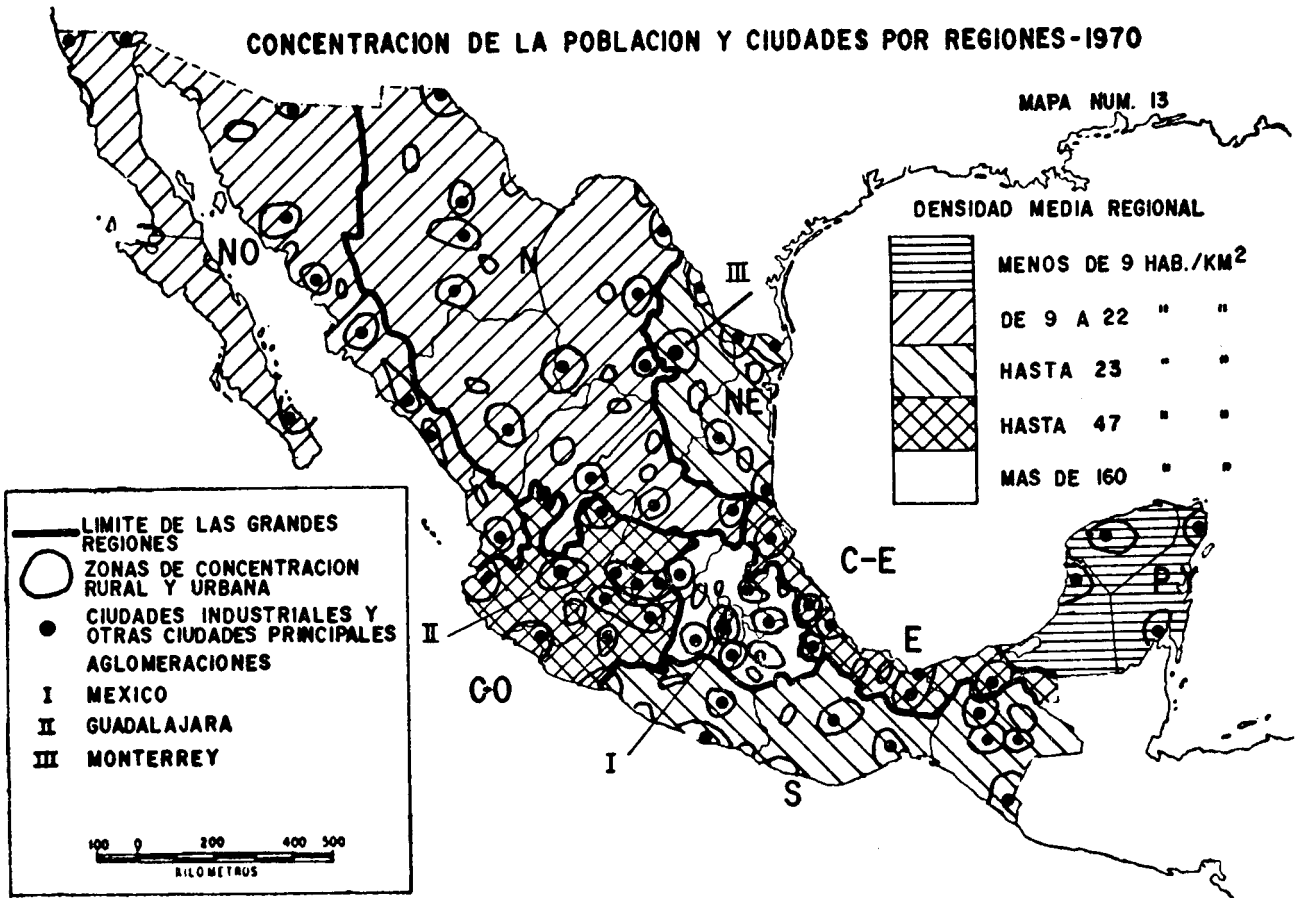 CONCENTRACION DE LA POBLACION Y CIUDADES POR REGIONES-1970
MAPA NUM. 13
DENSIDAD MEDIA REGIONAL
MENOS DE 9 HAB./KM²
DE 9 A 22 " "
HASTA 23 " "
HASTA 47 " "
MAS DE 160 " "
NO
N
III
NE
C-E
PY
E
II
C-O
I
S
LIMITE DE LAS GRANDES
REGIONES
ZONAS DE CONCENTRACION
RURAL Y URBANA
CIUDADES INDUSTRIALES Y
OTRAS CIUDADES PRINCIPALES
AGLOMERACIONES
I MEXICO
II GUADALAJARA
III MONTERREY
100 0 200 400 500
KILOMETROS